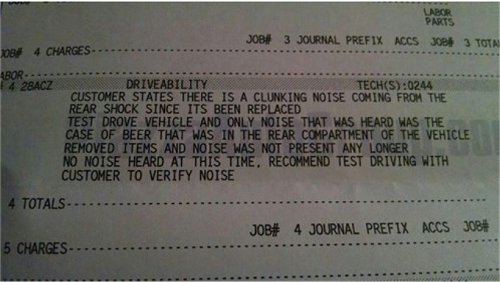 LABOR
PARTS
JOB# 3 JOURNAL PREFIX ACCS JOB# 3
JOB# 4 CHARGES
# 4 28ACZ DRIVEABILITY TECH(S):0244
CUSTOMER STATES THERE IS A CLUNKING NOISE COMING FROM THE
REAR SHOCK SINCE ITS BEEN REPLACED
TEST DROVE VEHICLE AND ONLY NOISE THAT WAS HEARD WAS THE
CASE OF BEER THAT WAS IN THE REAR COMPARTMENT OF THE VEHICLE
REMOVED ITEMS AND NOISE WAS NOT PRESENT ANY LONGER
NO NOISE HEARD AT THIS TIME, RECOMMEND TEST DRIVING WITH
CUSTOMER TO VERIFY NOISE
4 TOTALS
JOB# 4 JOURNAL PREFIX ACCS JOB#
5 CHARGES